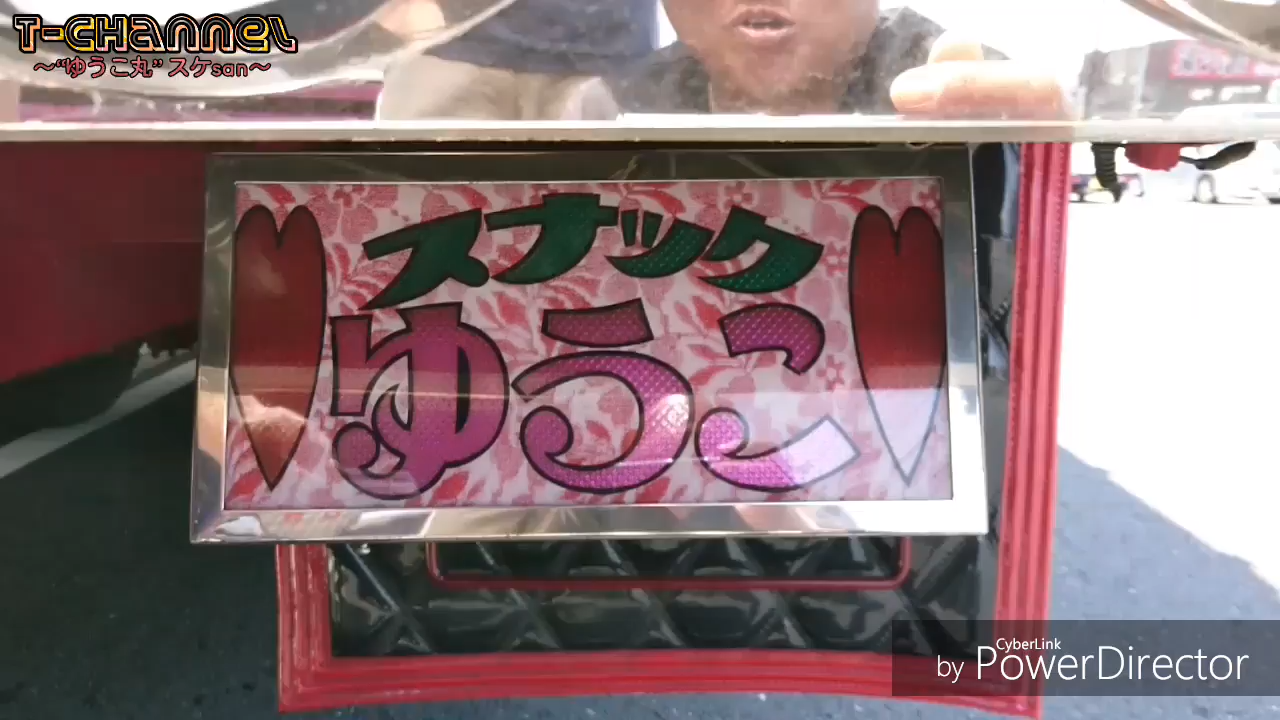 T-CHANNEL
～“ゆうこ丸” スケsan～
スナック
ゆうこ
CyberLink
by PowerDirector